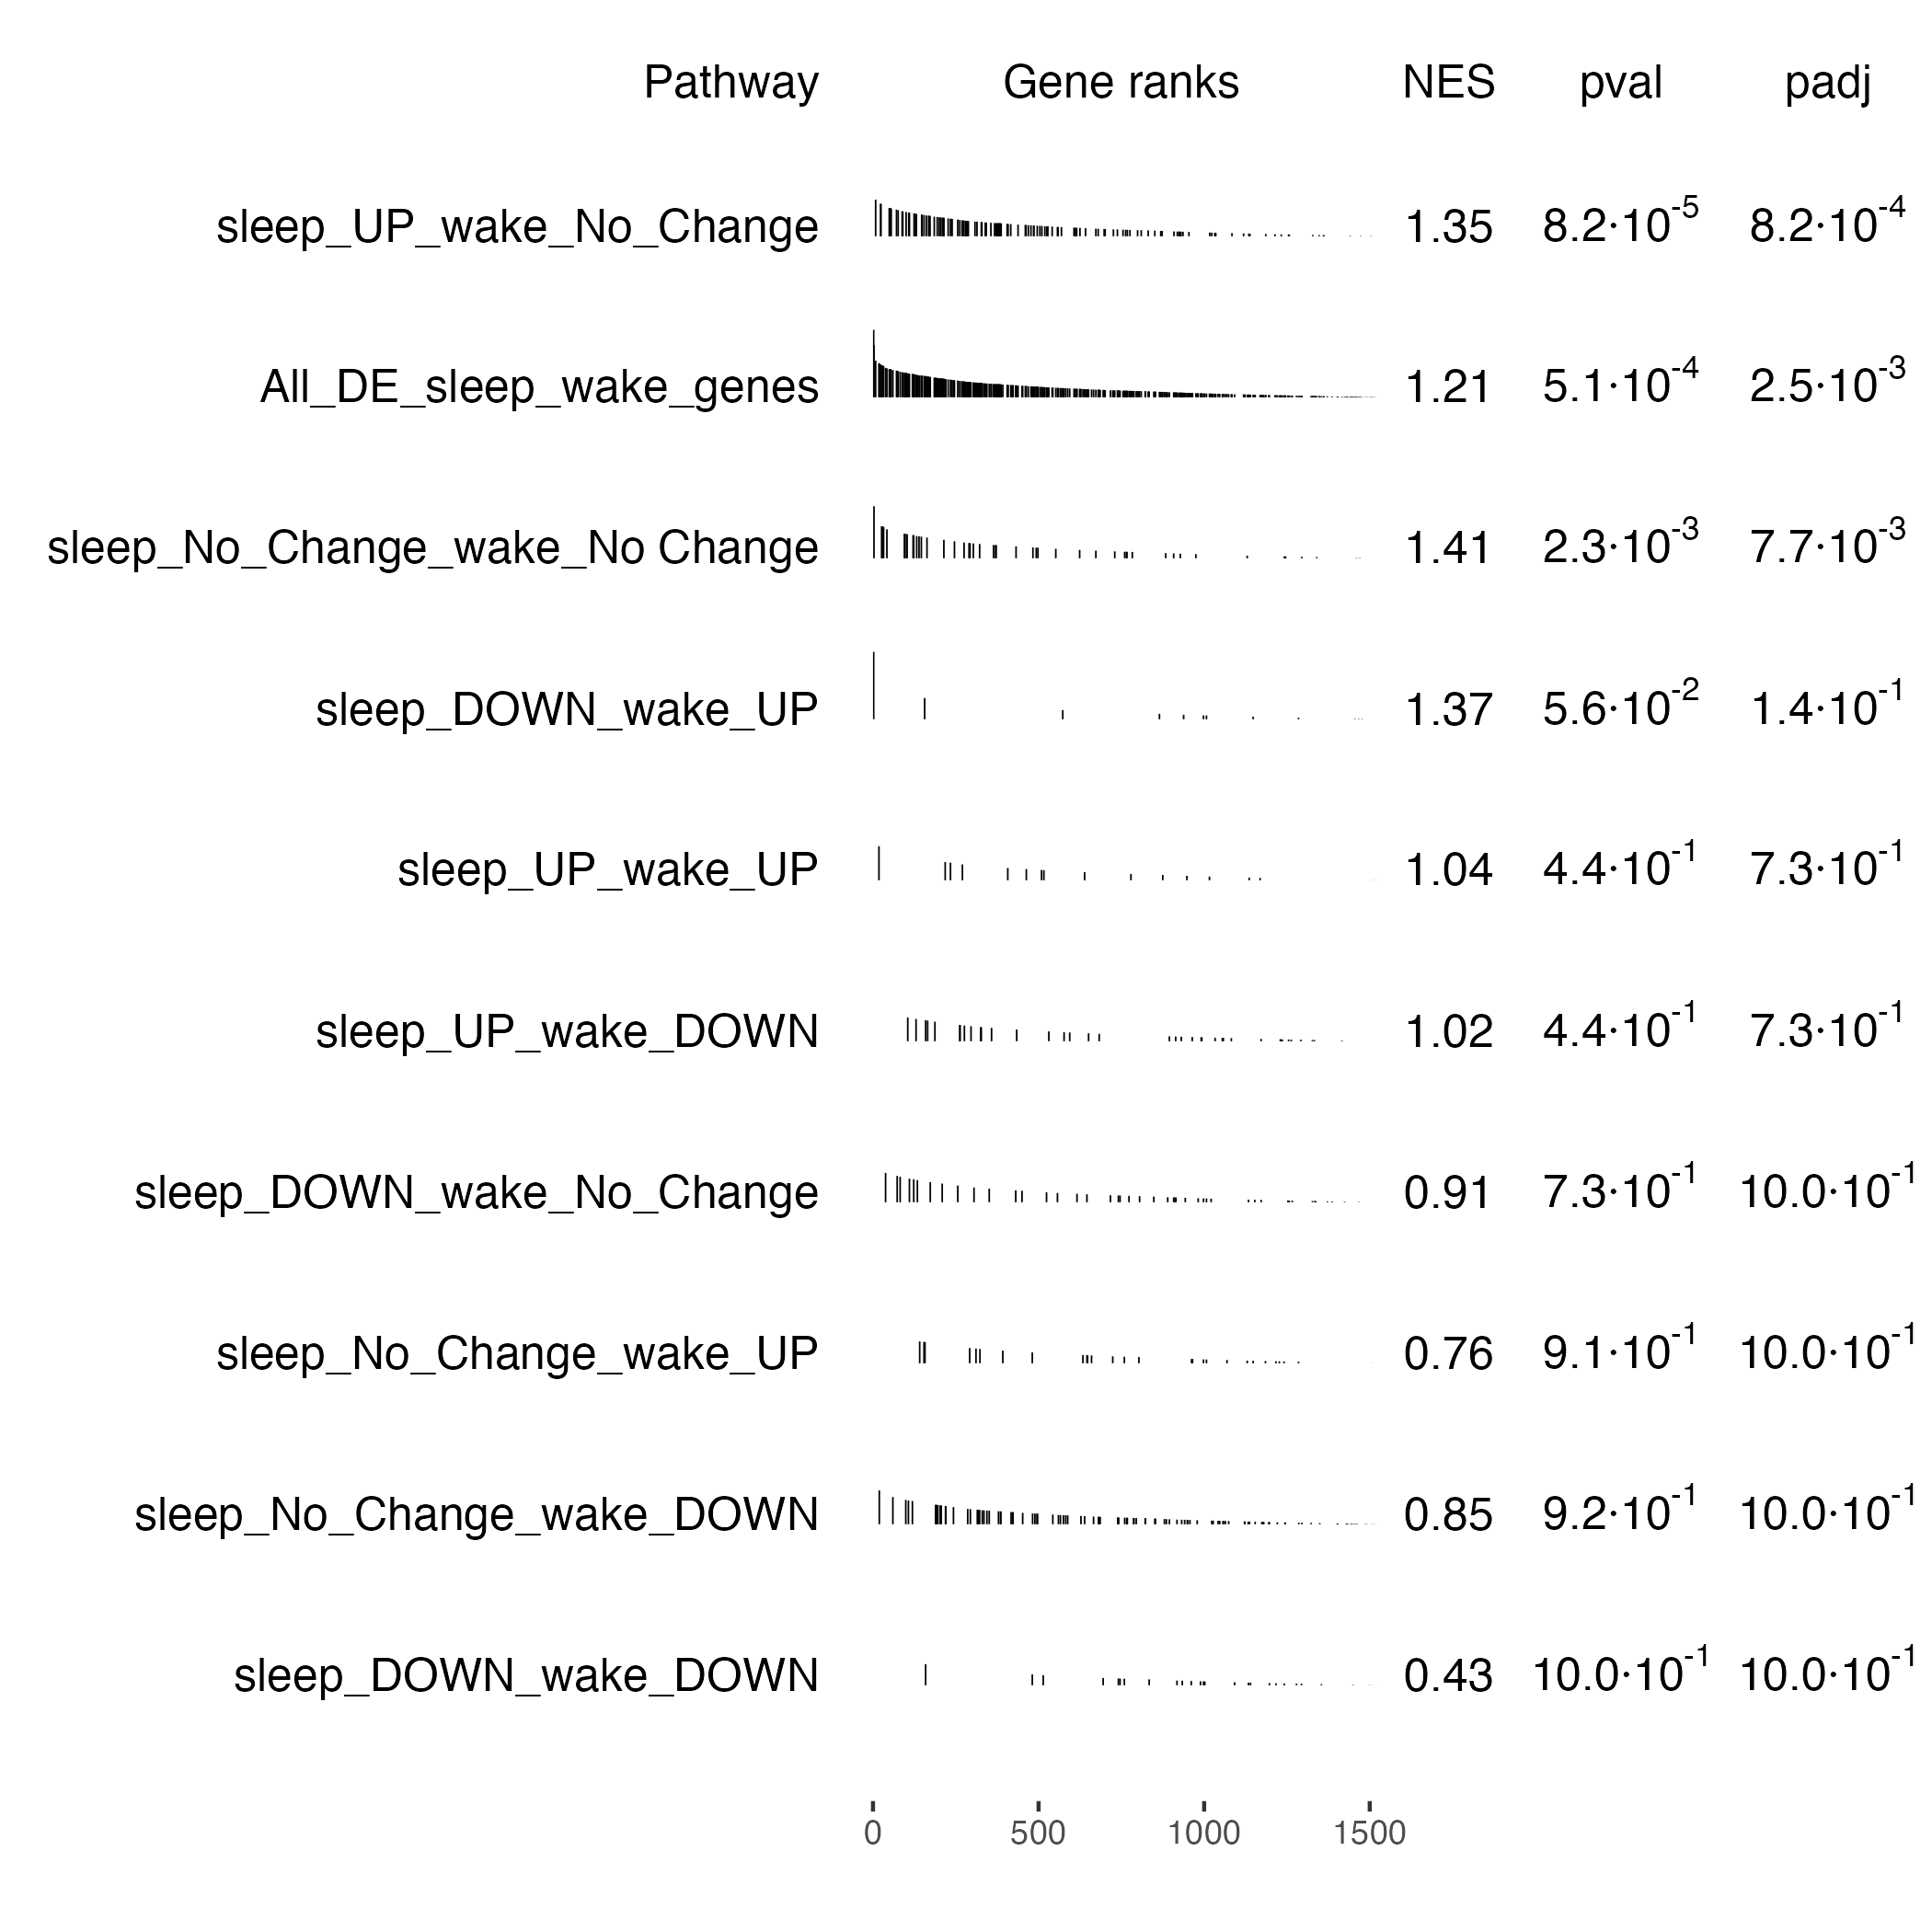 Pathway Gene ranks NES pval padj
sleep_UP_wake_No_Change 1.35 8.2·10⁻⁵ 8.2·10⁻⁴
All_DE_sleep_wake_genes 1.21 5.1·10⁻⁴ 2.5·10⁻³
sleep_No_Change_wake_No Change 1.41 2.3·10⁻³ 7.7·10⁻³
sleep_DOWN_wake_UP 1.37 5.6·10⁻² 1.4·10⁻¹
sleep_UP_wake_UP 1.04 4.4·10⁻¹ 7.3·10⁻¹
sleep_UP_wake_DOWN 1.02 4.4·10⁻¹ 7.3·10⁻¹
sleep_DOWN_wake_No_Change 0.91 7.3·10⁻¹ 10.0·10⁻¹
sleep_No_Change_wake_UP 0.76 9.1·10⁻¹ 10.0·10⁻¹
sleep_No_Change_wake_DOWN 0.85 9.2·10⁻¹ 10.0·10⁻¹
sleep_DOWN_wake_DOWN 0.43 10.0·10⁻¹ 10.0·10⁻¹
0 500 1000 1500